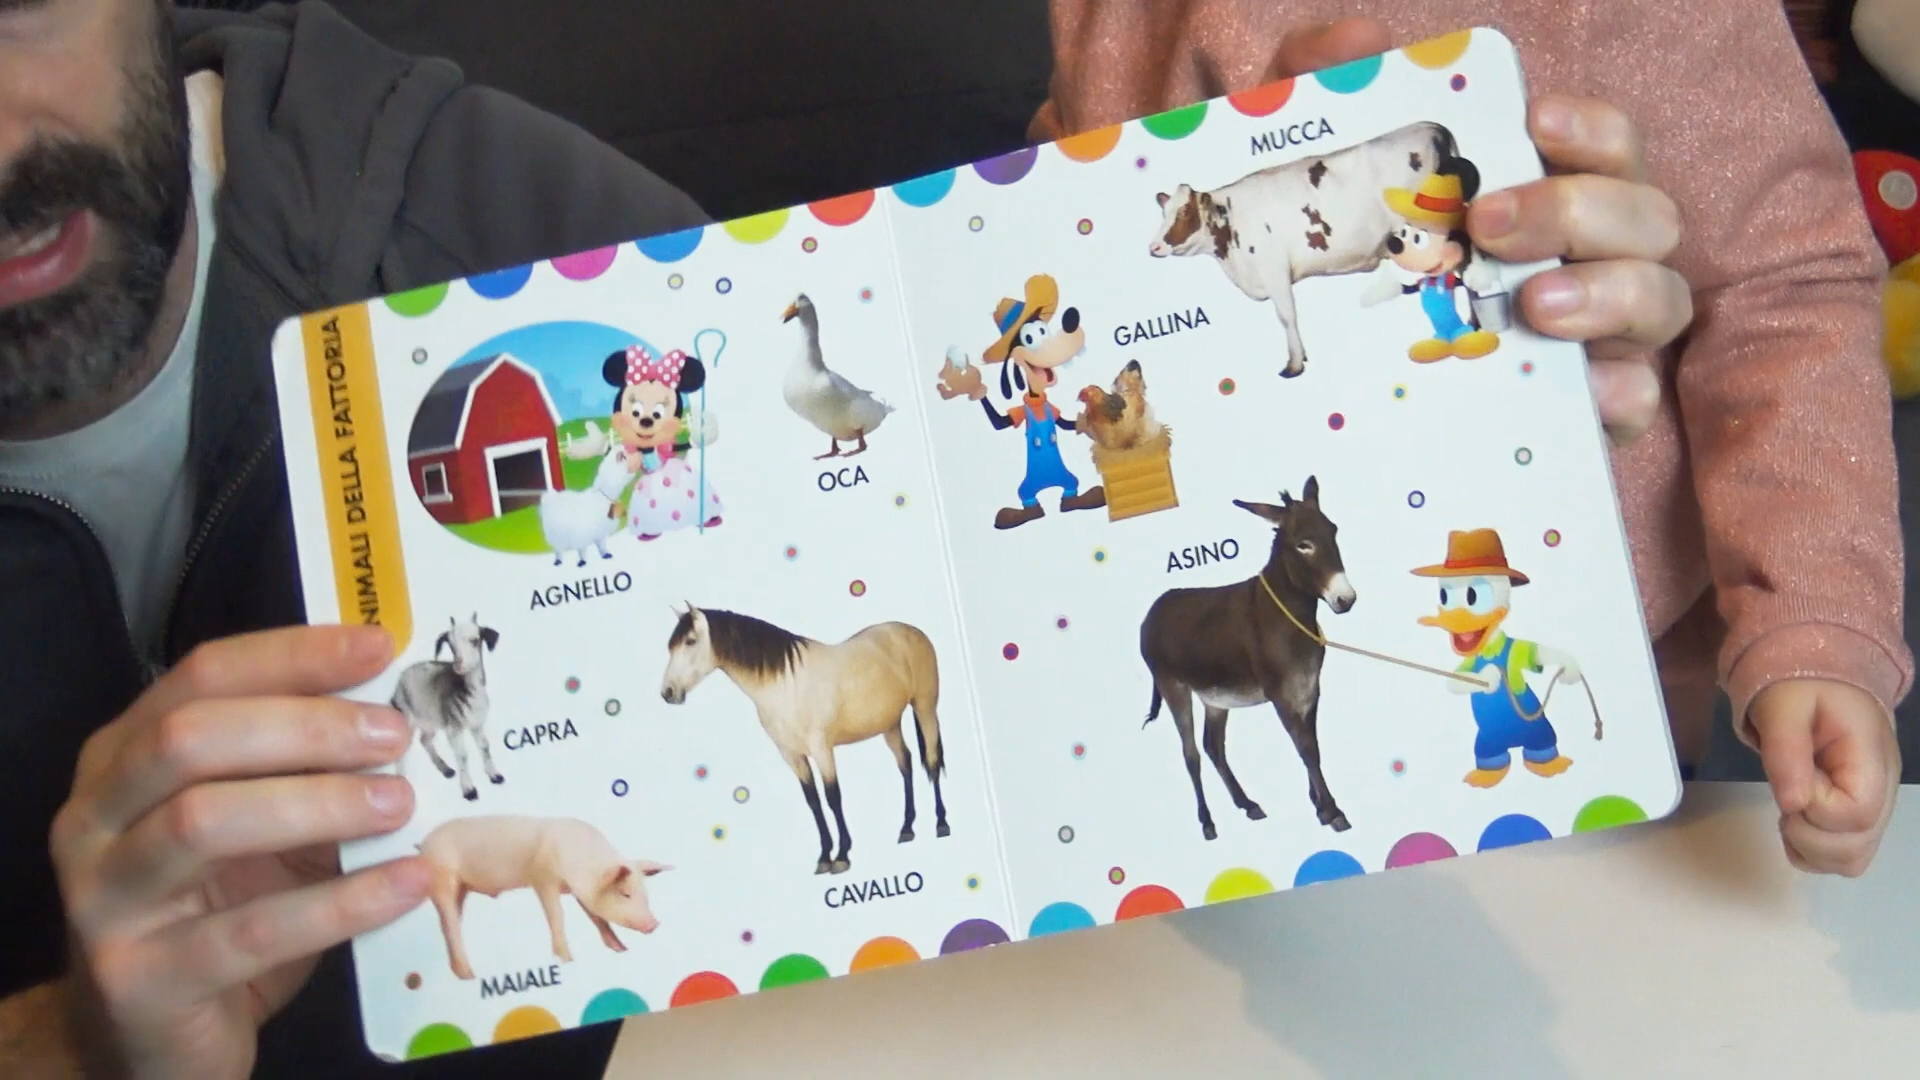 NIMALI DELLA FATTORIA
AGNELLO
OCA
CAPRA
CAVALLO
MAIALE
MUCCA
GALLINA
ASINO